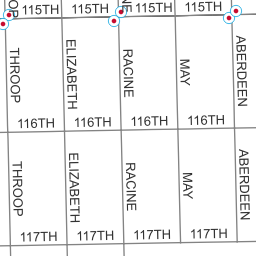 115TH 115TH 115TH 115TH
THROOP ELIZABETH RACINE MAY ABERDEEN
116TH 116TH 116TH 116TH
THROOP ELIZABETH RACINE MAY ABERDEEN
117TH 117TH 117TH 117TH